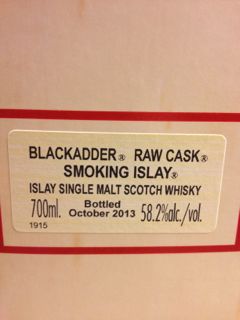 BLACKADDER® RAW CASK®
SMOKING ISLAY®
ISLAY SINGLE MALT SCOTCH WHISKY
700ml. Bottled October 2013 58.2%alc./vol.
1915